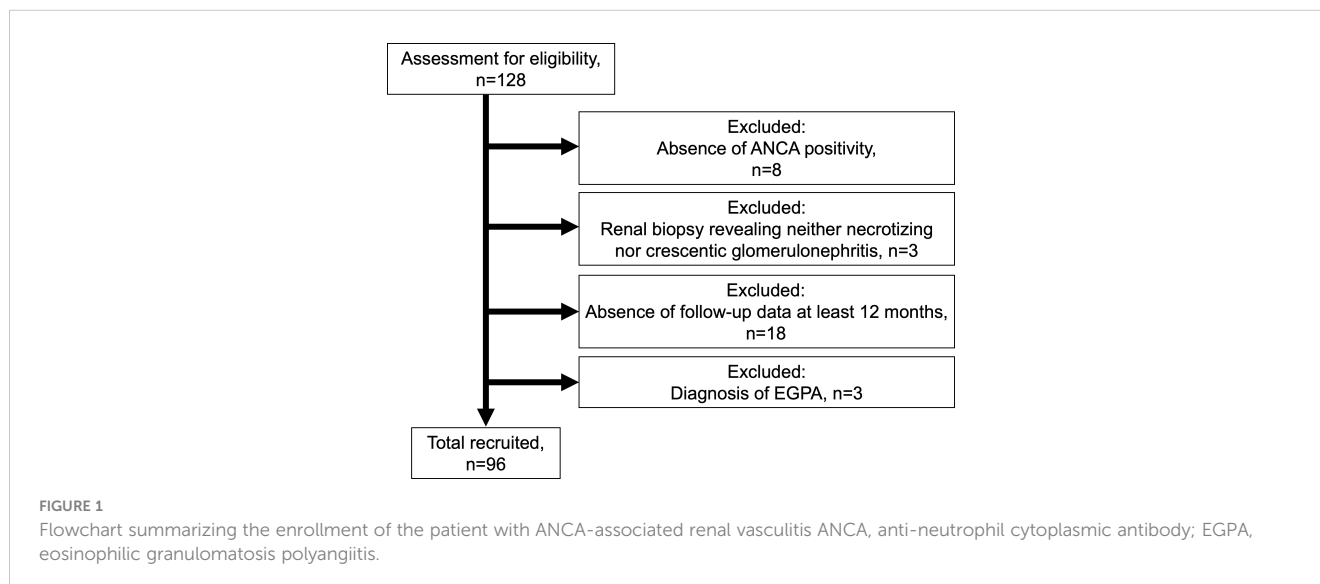 Assessment for eligibility,
n=128
Excluded:
Absence of ANCA positivity,
n=8
Excluded:
Renal biopsy revealing neither necrotizing
nor crescentic glomerulonephritis, n=3
Excluded:
Absence of follow-up data at least 12 months,
n=18
Excluded:
Diagnosis of EGPA, n=3
Total recruited,
n=96
FIGURE 1
Flowchart summarizing the enrollment of the patient with ANCA-associated renal vasculitis ANCA, anti-neutrophil cytoplasmic antibody; EGPA,
eosinophilic granulomatosis polyangiitis.